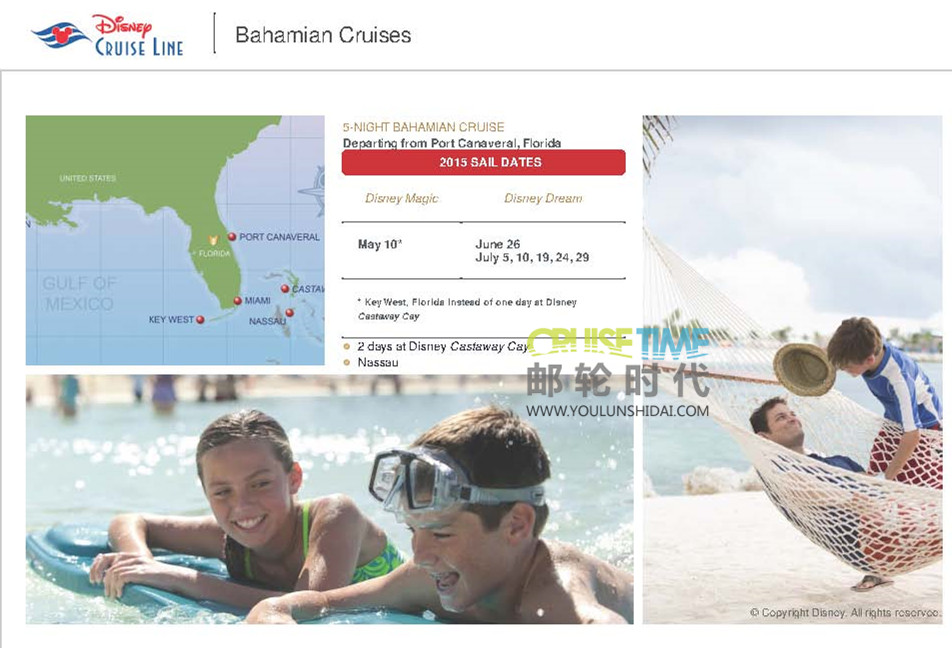 Disney
CRUISE LINE
Bahamian Cruises
UNITED STATES
PORT CANAVERAL
FLORIDA
GULF OF
MEXICO
MIAMI
KEY WEST
NASSAU
CASTAW
5-NIGHT BAHAMIAN CRUISE
Departing from Port Canaveral, Florida
2015 SAIL DATES
Disney Magic Disney Dream
May 10* June 26
July 5, 10, 19, 24, 29
* Key West, Florida instead of one day at Disney
Castaway Cay
2 days at Disney Castaway Cay
Nassau
CRUISETIME
邮轮时代
WWW.YOULUNSHIDAI.COM
© Copyright Disney. All rights reserved.